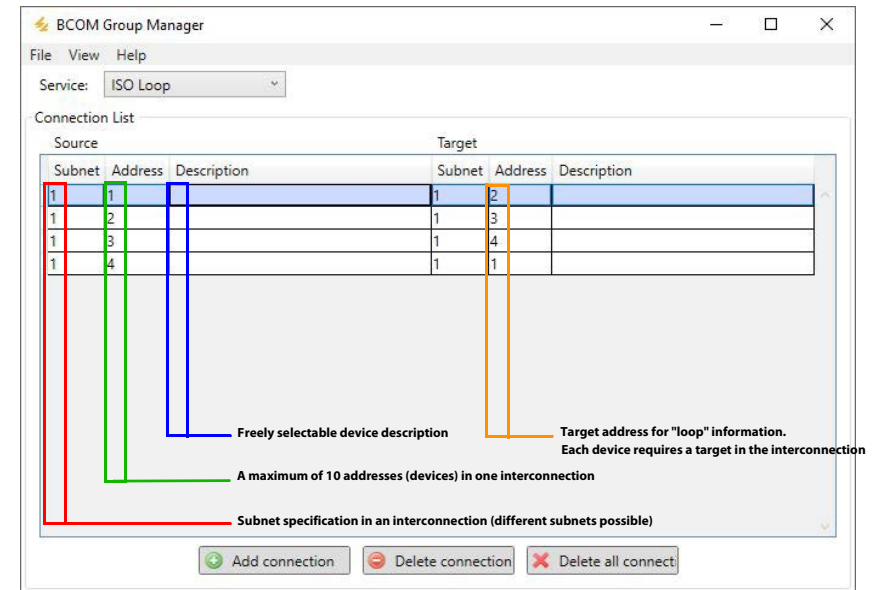 BCOM Group Manager
File View Help
Service: ISO Loop
Connection List
Source Target
Subnet Address Description Subnet Address Description
1 1 1 2
1 2 1 3
1 3 1 4
1 4 1 1
Freely selectable device description
Target address for "loop" information.
Each device requires a target in the interconnection
A maximum of 10 addresses (devices) in one interconnection
Subnet specification in an interconnection (different subnets possible)
Add connection Delete connection Delete all connecti